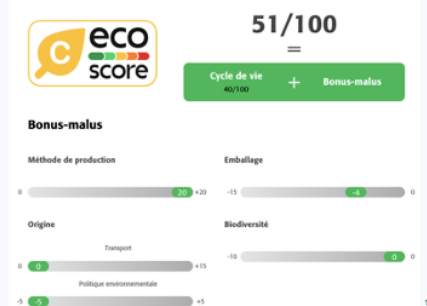 C
eco
score
51/100
=
Cycle de vie + Bonus-malus
40/100
Bonus-malus
Méthode de production
0 20 +20
Emballage
-15 -4 0
Origine
Transport
0 0 +15
Politique environnementale
-5 -5 +5
Biodiversité
-10 0 0